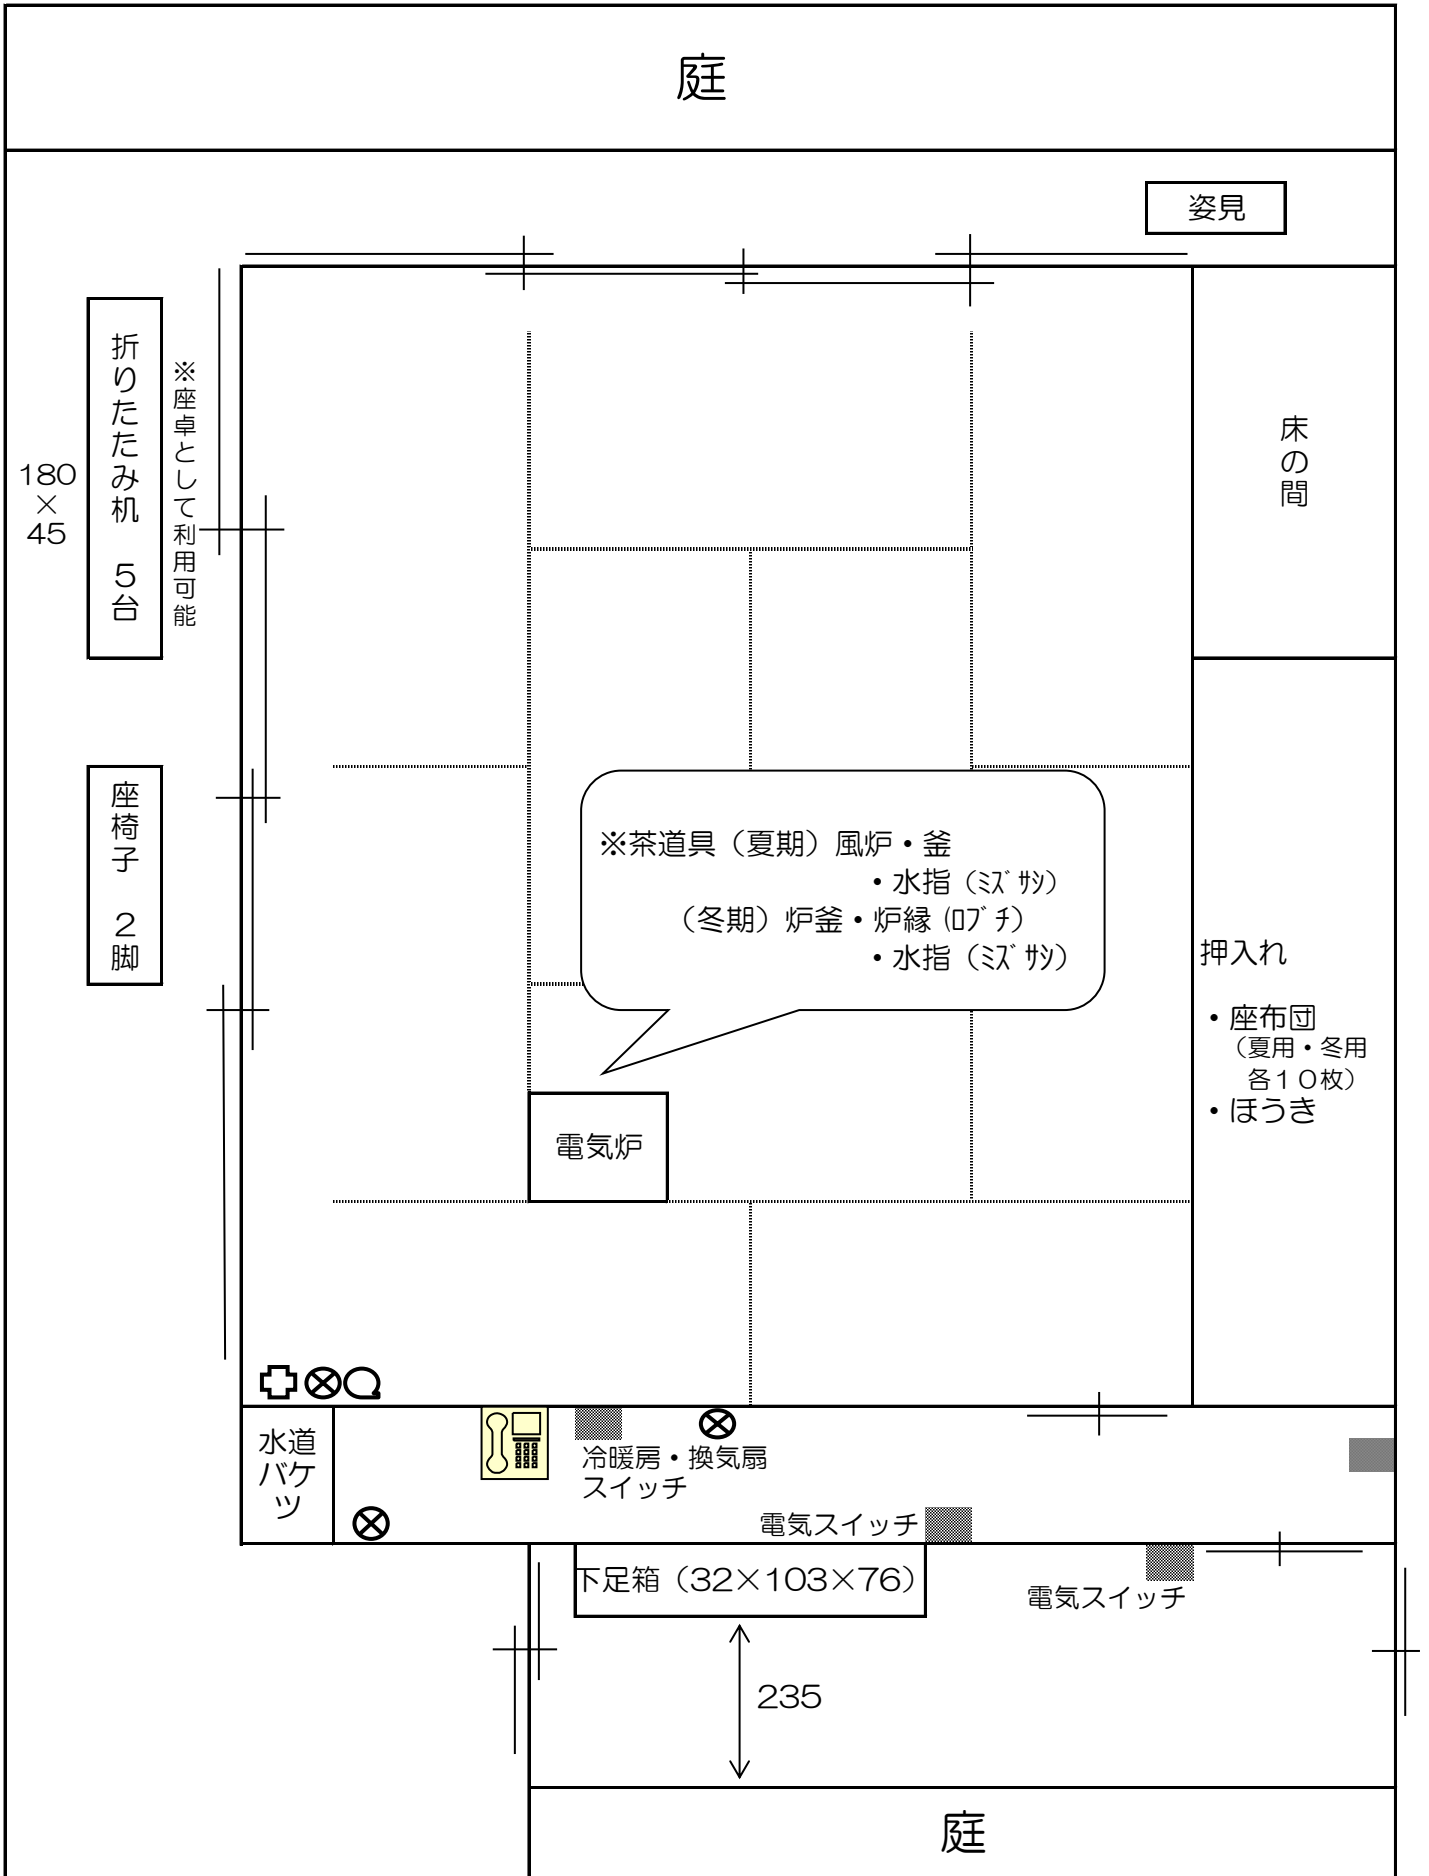 庭
姿見
折りたたみ机　５台
※座卓として利用可能
180
×
45
床の間
座椅子　２脚
※茶道具（夏期）風炉・釜
・水指（ﾐｽﾞｻｼ）
（冬期）炉釜・炉縁（ﾛﾌﾞﾁ）
・水指（ﾐｽﾞｻｼ）
押入れ
・座布団
（夏用・冬用
各１０枚）
・ほうき
電気炉
水道
バケ
ツ
冷暖房・換気扇
スイッチ
電気スイッチ
下足箱（32×103×76）
電気スイッチ
235
庭